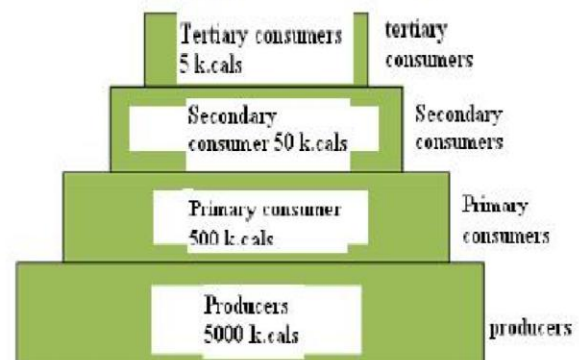 Tertiary consumers
5 k.cals
tertiary
consumers
Secondary
consumer 50 k.cals
Secondary
consumers
Primary consumer
500 k.cals
Primary
consumers
Producers
5000 k.cals
producers